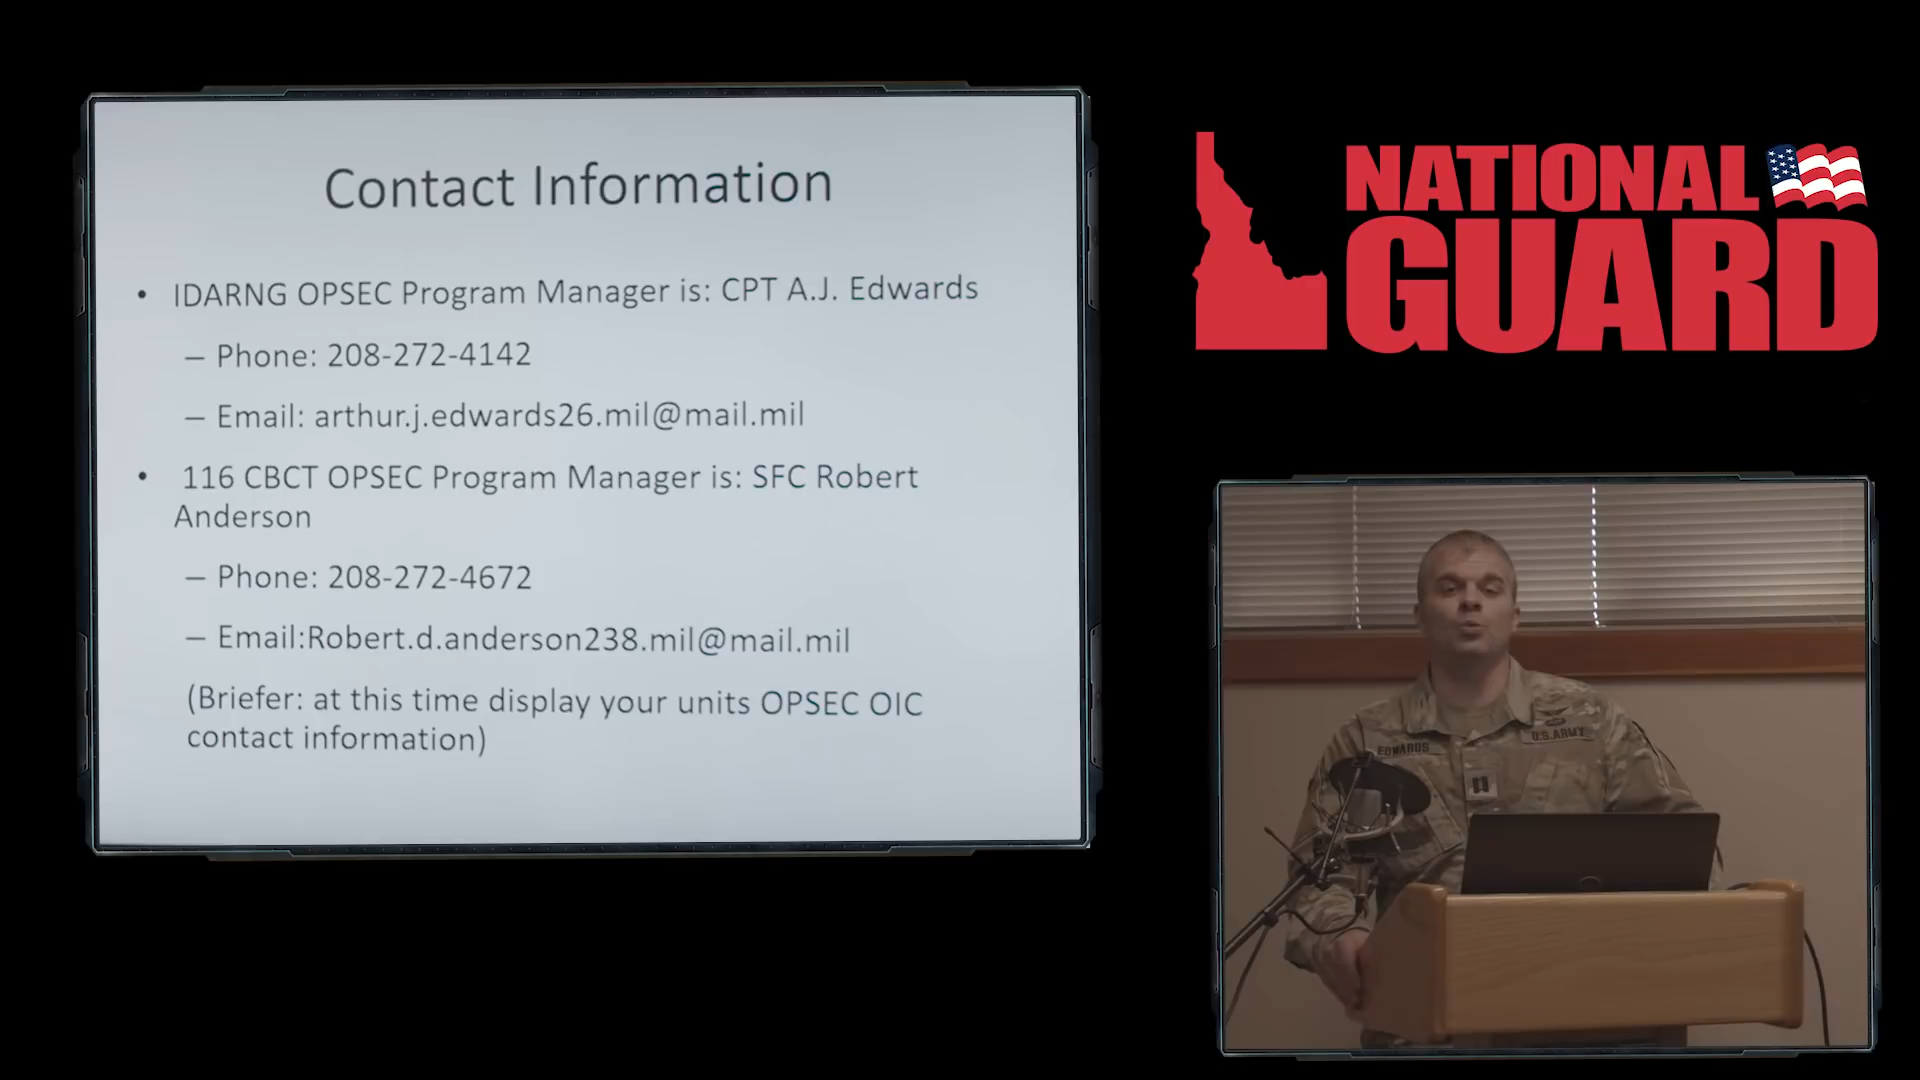 Contact Information
• IDARNG OPSEC Program Manager is: CPT A.J. Edwards
– Phone: 208-272-4142
– Email: arthur.j.edwards26.mil@mail.mil
• 116 CBCT OPSEC Program Manager is: SFC Robert
Anderson
– Phone: 208-272-4672
– Email:Robert.d.anderson238.mil@mail.mil
(Briefer: at this time display your units OPSEC OIC
contact information)
NATIONAL
GUARD
EDWARDS
U.S. ARMY